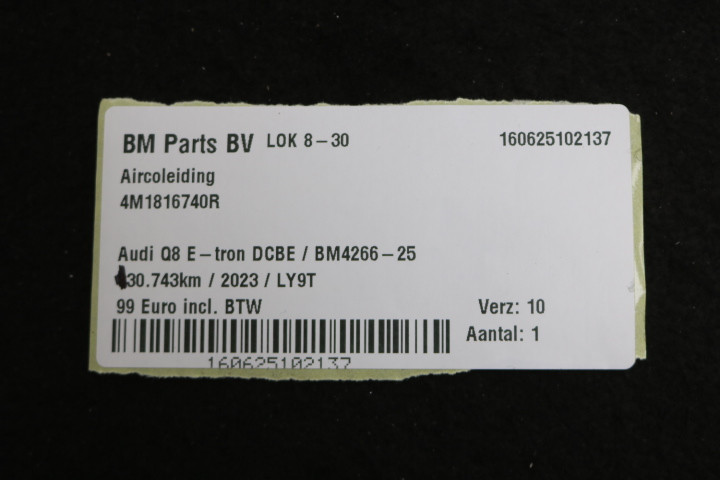 BM Parts BV LOK 8-30 160625102137
Aircoleiding
4M1816740R
Audi Q8 E-tron DCBE / BM4266-25
30.743km / 2023 / LY9T
99 Euro incl. BTW Verz: 10
Aantal: 1
160625102137